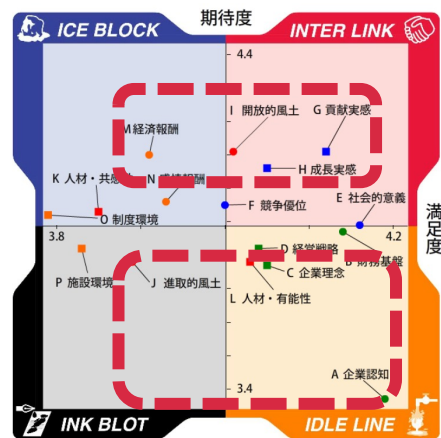 期待度
ICE BLOCK
INTER LINK
4.4
M 経済報酬
I 開放的風土
G 貢献実感
H 成長実感
K 人材・共感性
N 感情報酬
F 競争優位
E 社会的意義
O 制度環境
満足度
3.8
4.2
D 経営戦略
B 財務基盤
P 施設環境
J 進取的風土
C 企業理念
L 人材・有能性
A 企業認知
3.4
INK BLOT
IDLE LINE